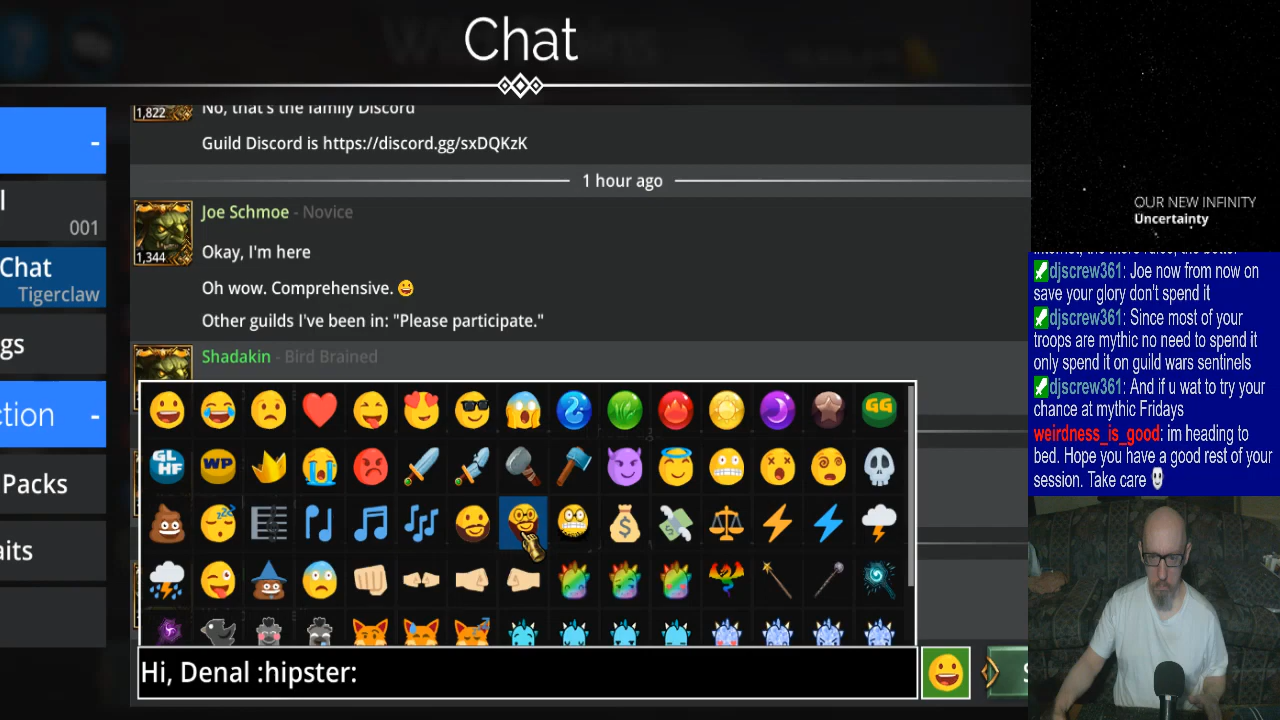 Chat
1,822
No, that's the family Discord
Guild Discord is https://discord.gg/sxDQKzK
1 hour ago
Joe Schmoe - Novice
1,344
Okay, I'm here
Oh wow. Comprehensive.
Other guilds I've been in: "Please participate."
Shadakin - Bird Brained
-
001
Chat
Tigerclaw
gs
ction -
Packs
aits
GG
GL HF
WP
Hi, Denal :hipster:
S
OUR NEW INFINITY
Uncertainty
djscrew361: Joe now from now on
save your glory don't spend it
djscrew361: Since most of your
troops are mythic no need to spend it
only spend it on guild wars sentinels
djscrew361: And if u wat to try your
chance at mythic Fridays
weirdness_is_good: im heading to
bed. Hope you have a good rest of your
session. Take care